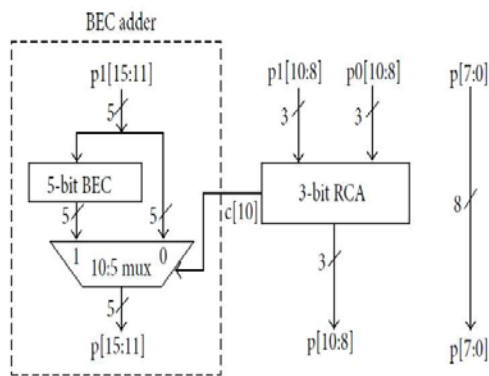 BEC adder
p1[15:11]
5
5-bit BEC
5
5
1
0
10:5 mux
5
p[15:11]
p1[10:8]
p0[10:8]
3
3
c[10]
3-bit RCA
3
p[10:8]
p[7:0]
8
p[7:0]